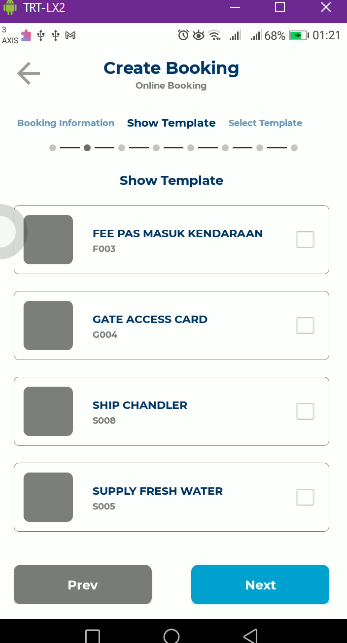 TRT-LX2
3
AXIS
68%
01:21
Create Booking
Online Booking
Booking Information Show Template Select Template
Show Template
FEE PAS MASUK KENDARAAN
F003
GATE ACCESS CARD
G004
SHIP CHANDLER
S008
SUPPLY FRESH WATER
S005
Prev Next